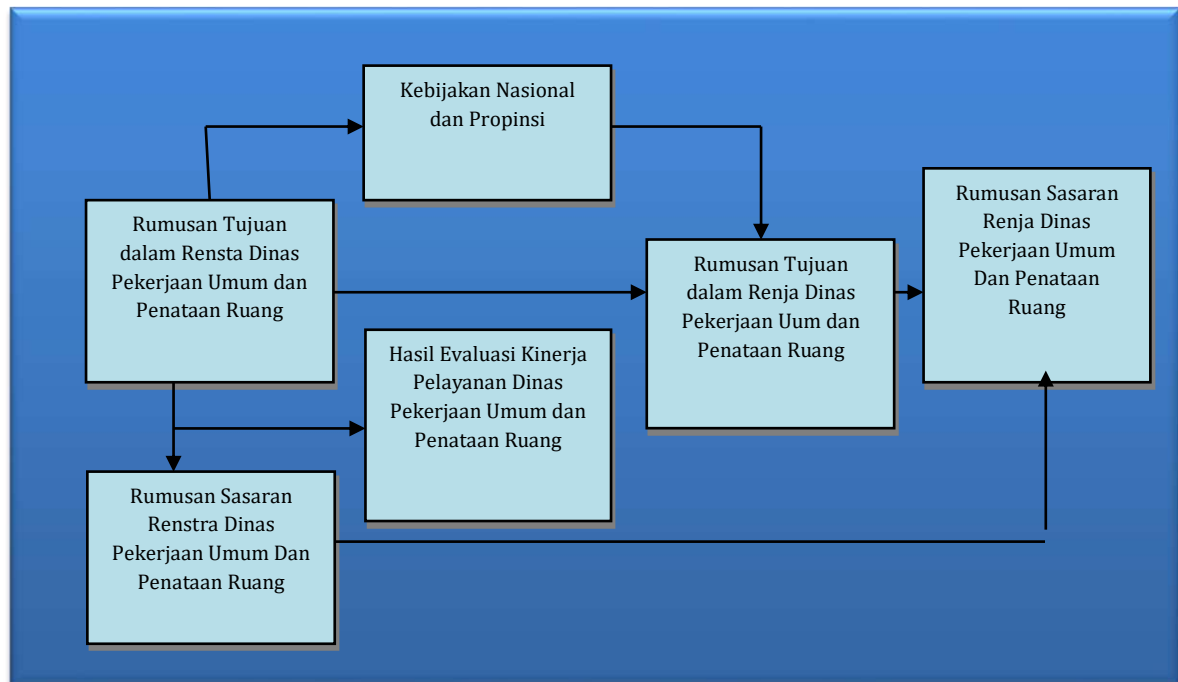 Kebijakan Nasional
dan Propinsi
Rumusan Tujuan
dalam Rensta Dinas
Pekerjaan Umum dan
Penataan Ruang
Rumusan Tujuan
dalam Renja Dinas
Pekerjaan Uum dan
Penataan Ruang
Rumusan Sasaran
Renja Dinas
Pekerjaan Umum
Dan Penataan
Ruang
Hasil Evaluasi Kinerja
Pelayanan Dinas
Pekerjaan Umum dan
Penataan Ruang
Rumusan Sasaran
Renstra Dinas
Pekerjaan Umum Dan
Penataan Ruang